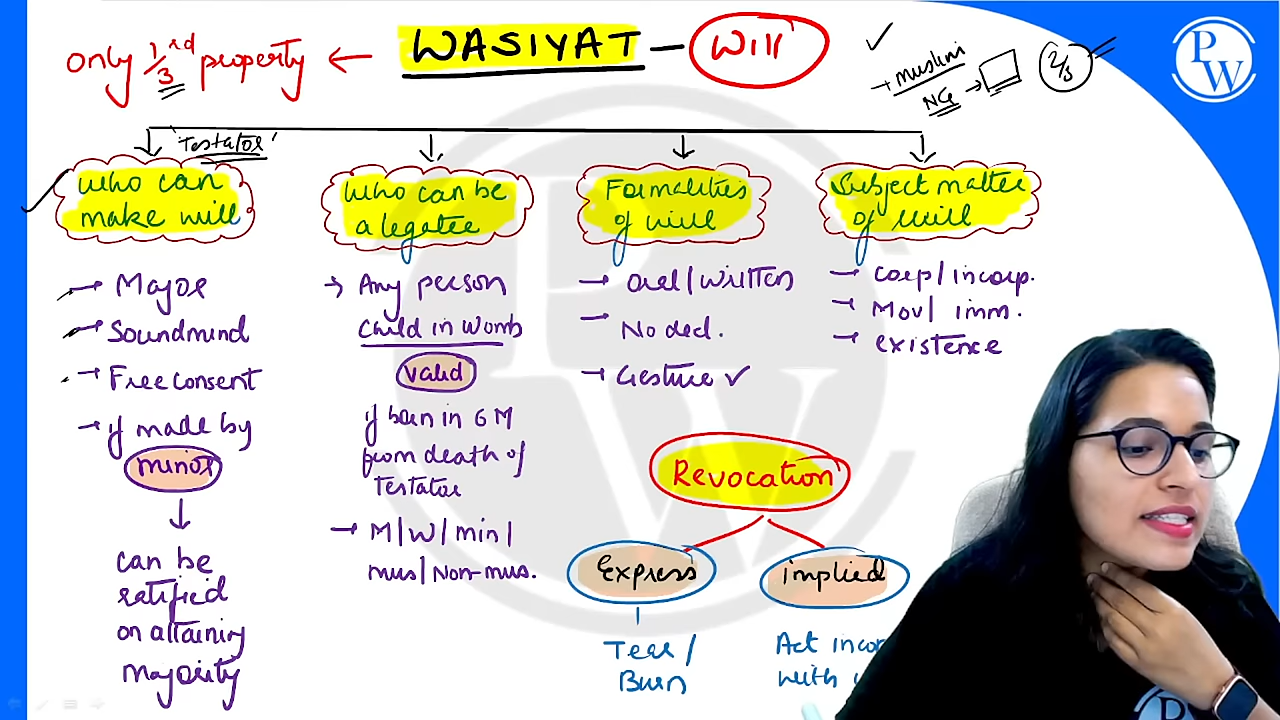 only 1/3rd property ← WASIYAT - Will
→ muslim
NG → 2/3
PW
'Testator'
who can
make will
→ Major
→ Soundmind
→ Free consent
→ if made by
minor
can be
ratified
on attaining
majority
who can be
a legatee
→ Any person
Child in womb
valid
if born in 6 M
from death of
Testator
→ M/W/min/
mus/Non-mus.
Formalities
of will
→ Oral/written
- No decl.
→ Gesture ✓
Subject matter
of will
→ Corp/incorp.
→ Mov/ imm.
→ existence
Revocation
Express
Tear/
Burn
implied
Act incon
with
PW